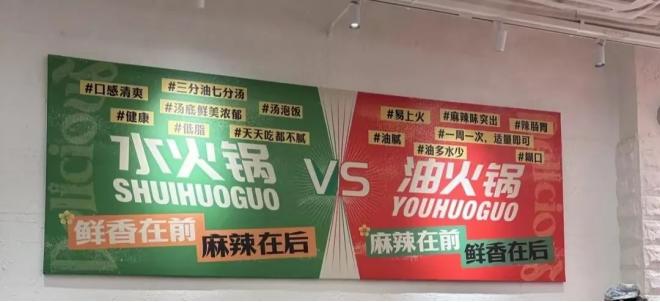 #口感清爽 #三分油七分汤
#健康 #汤底鲜美浓郁 #汤泡饭
#低脂 #天天吃都不腻
水火锅
SHUIHUOGUO
鲜香在前 麻辣在后
VS
#易上火 #麻辣味突出 #辣肠胃
#油腻 #一周一次，适量即可
#油多水少 #糊口
油火锅
YOUHUOGUO
麻辣在前 鲜香在后
Delicious